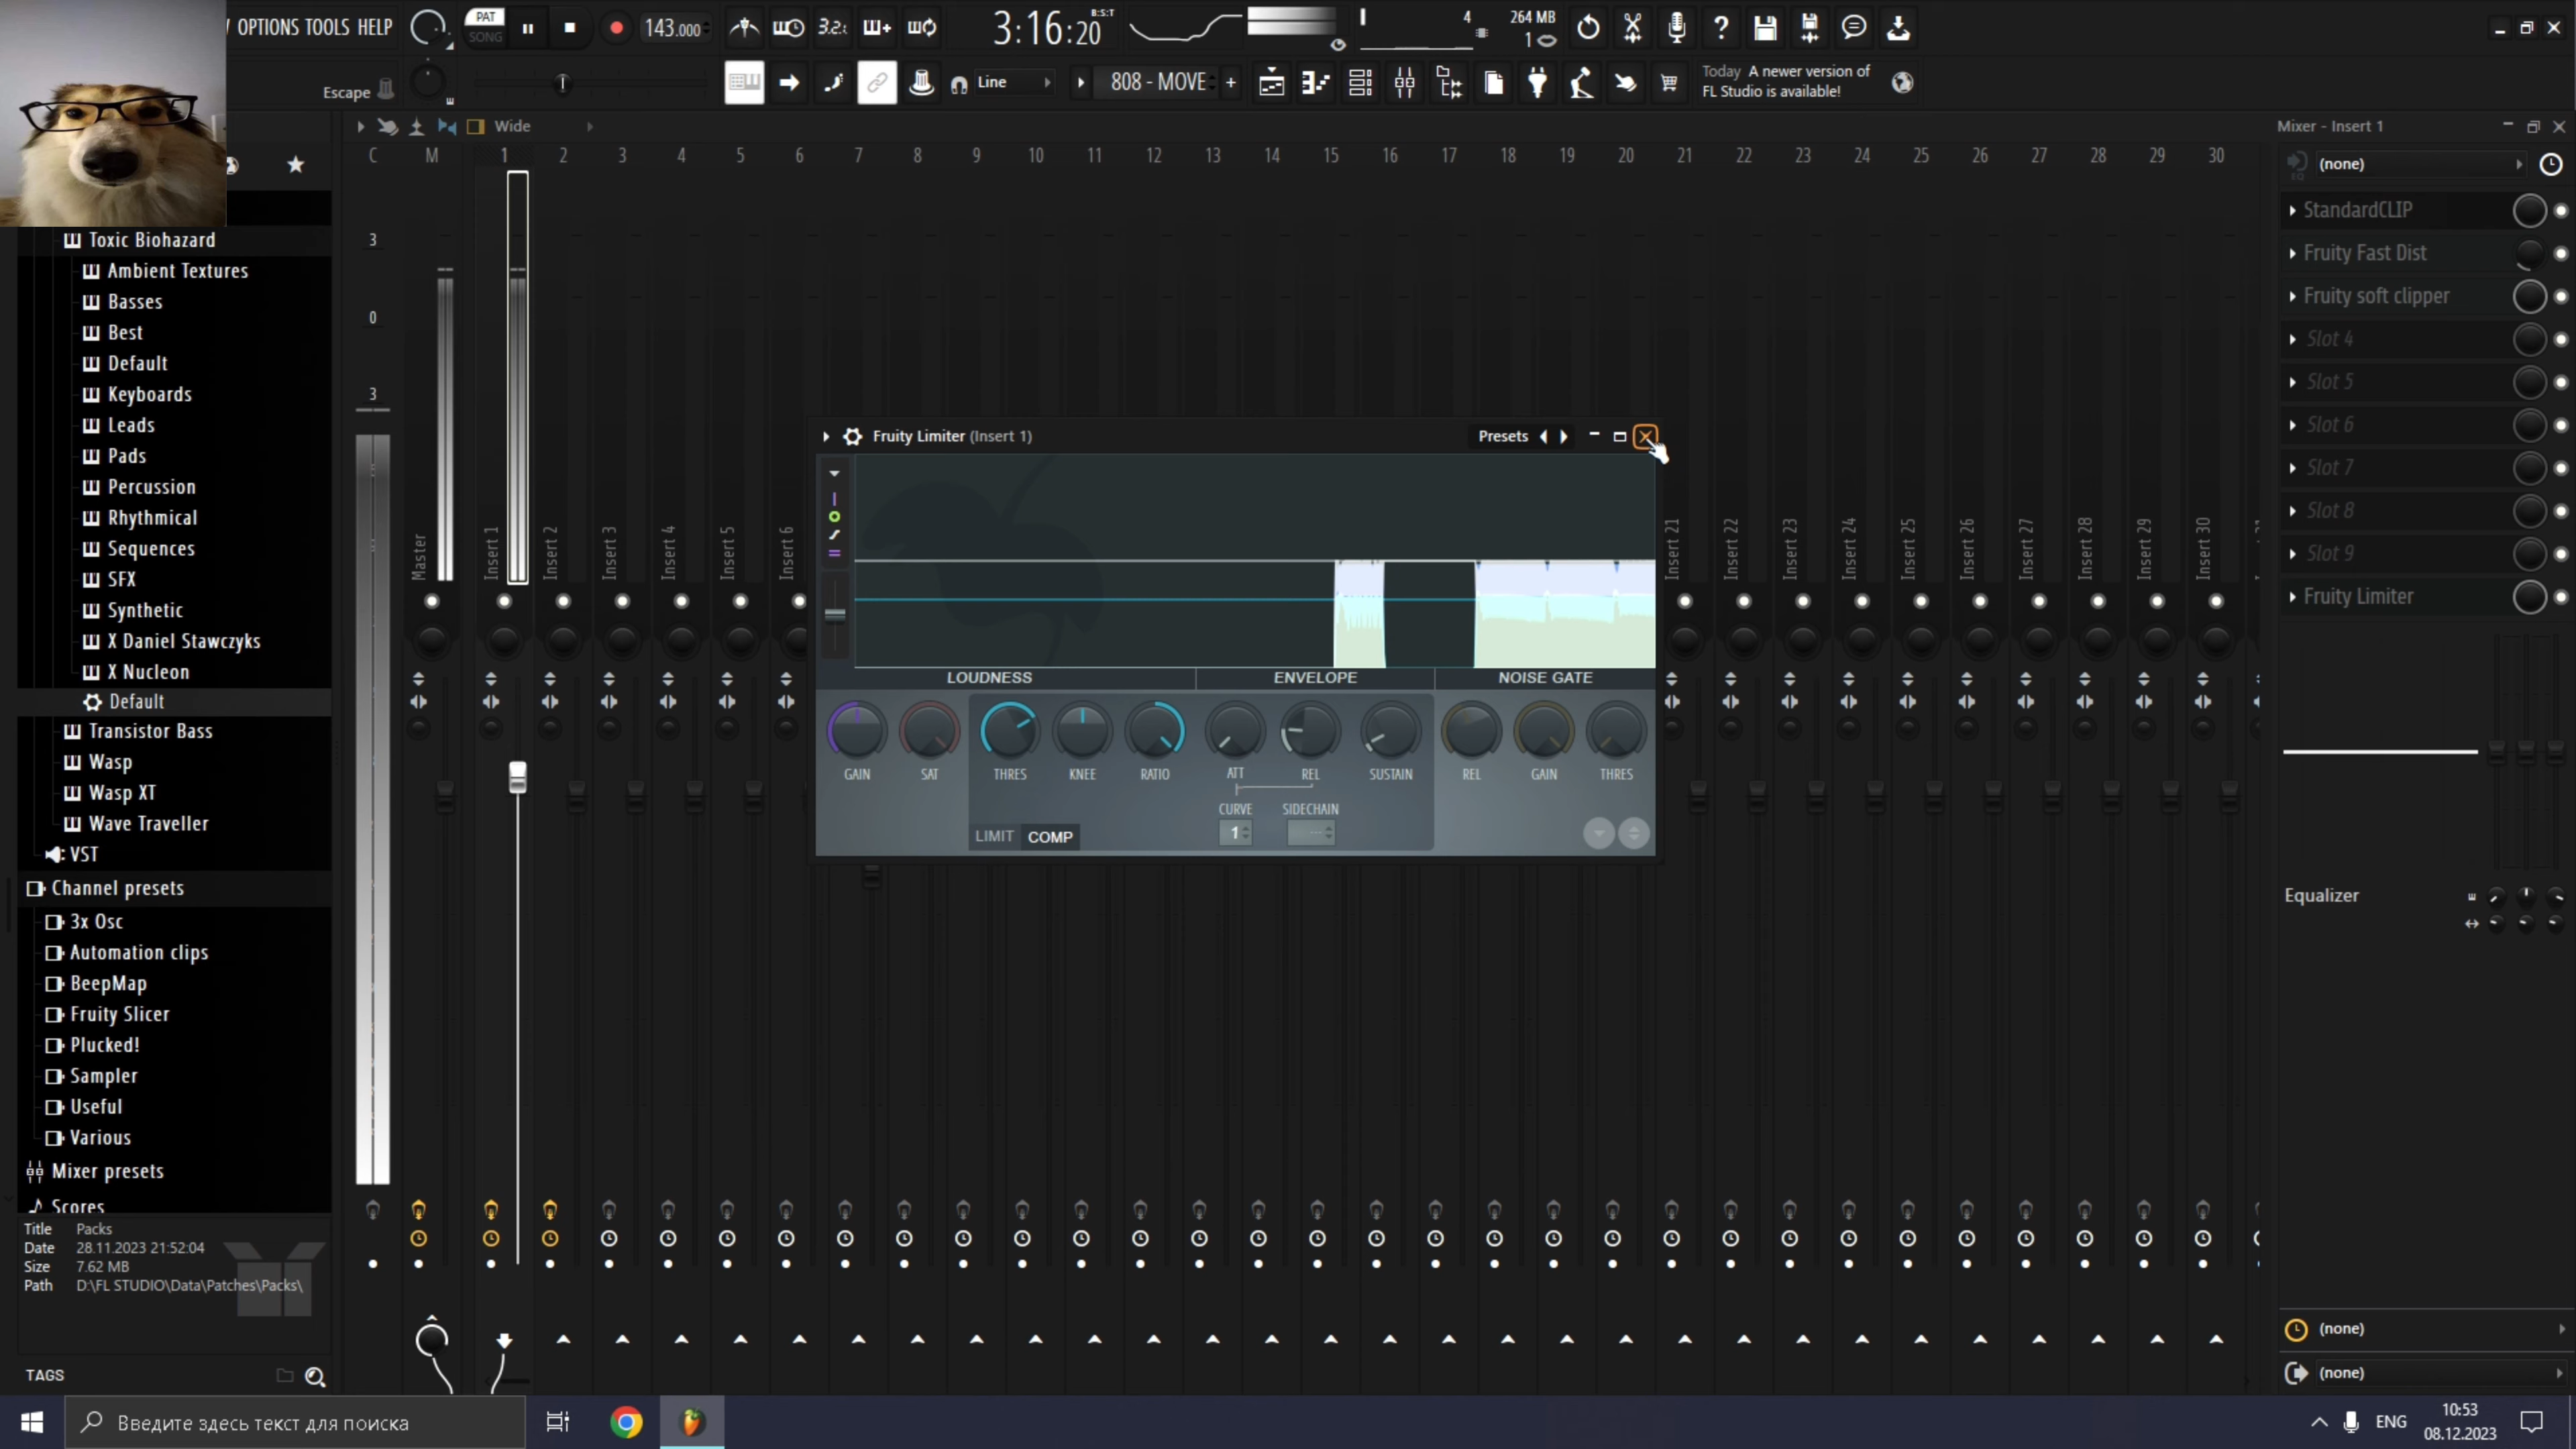 OPTIONS TOOLS HELP
PAT
SONG
143.000
3:16:20
B:S:T
4
264 MB
1
Escape
Line
808 - MOVE
Today A newer version of
FL Studio is available!
Wide
C M 1 2 3 4 5 6 7 8 9 10 11 12 13 14 15 16 17 18 19 20 21 22 23 24 25 26 27 28 29 30
3
0
3
Toxic Biohazard
Ambient Textures
Basses
Best
Default
Keyboards
Leads
Pads
Percussion
Rhythmical
Sequences
SFX
Synthetic
X Daniel Stawczyks
X Nucleon
Default
Transistor Bass
Wasp
Wasp XT
Wave Traveller
VST
Channel presets
3x Osc
Automation clips
BeepMap
Fruity Slicer
Plucked!
Sampler
Useful
Various
Mixer presets
Scores
Title Packs
Date 28.11.2023 21:52:04
Size 7.62 MB
Path D:\FL STUDIO\Data\Patches\Packs\
TAGS
Master
Insert 1
Insert 2
Insert 3
Insert 4
Insert 5
Insert 6
Fruity Limiter (Insert 1)
Presets
LOUDNESS ENVELOPE NOISE GATE
GAIN SAT THRES KNEE RATIO ATT REL SUSTAIN REL GAIN THRES
CURVE SIDECHAIN
1
LIMIT COMP
Insert 21
Insert 22
Insert 23
Insert 24
Insert 25
Insert 26
Insert 27
Insert 28
Insert 29
Insert 30
Mixer - Insert 1
(none)
StandardCLIP
Fruity Fast Dist
Fruity soft clipper
Slot 4
Slot 5
Slot 6
Slot 7
Slot 8
Slot 9
Fruity Limiter
Equalizer
(none)
(none)
Введите здесь текст для поиска
ENG
10:53
08.12.2023